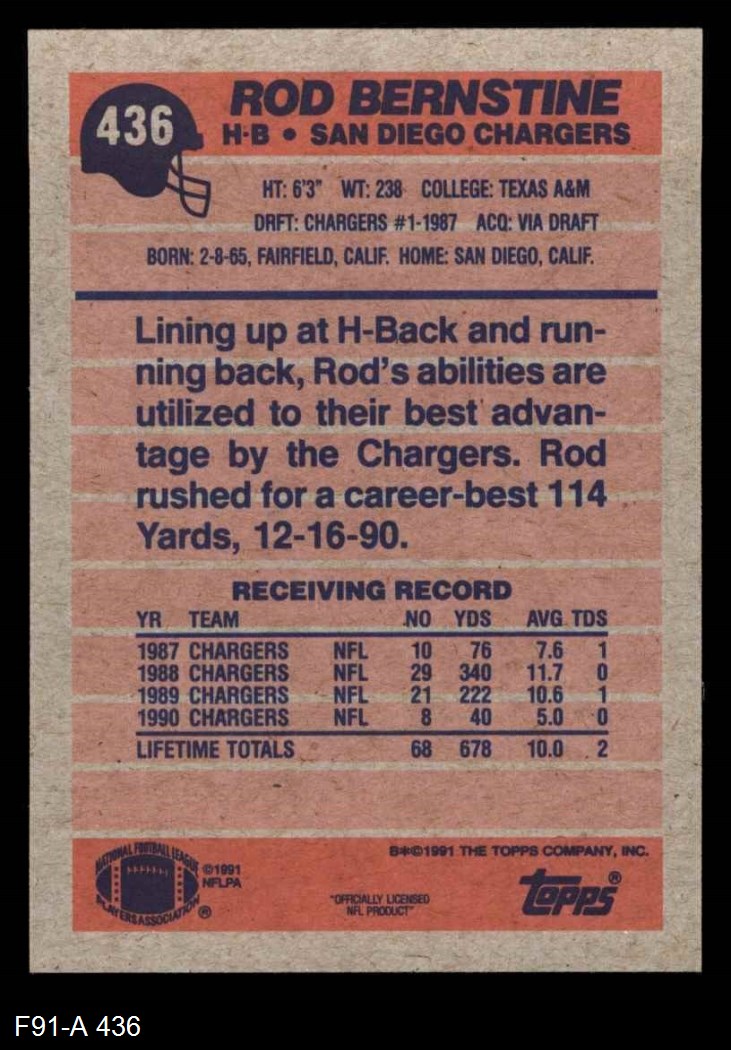 436
ROD BERNSTINE
H-B • SAN DIEGO CHARGERS
HT: 6'3" WT: 238 COLLEGE: TEXAS A&M
DRFT: CHARGERS #1-1987 ACQ: VIA DRAFT
BORN: 2-8-65, FAIRFIELD, CALIF. HOME: SAN DIEGO, CALIF.
Lining up at H-Back and run-
ning back, Rod's abilities are
utilized to their best advan-
tage by the Chargers. Rod
rushed for a career-best 114
Yards, 12-16-90.
RECEIVING RECORD
YR TEAM NO YDS AVG TDS
1987 CHARGERS NFL 10 76 7.6 1
1988 CHARGERS NFL 29 340 11.7 0
1989 CHARGERS NFL 21 222 10.6 1
1990 CHARGERS NFL 8 40 5.0 0
LIFETIME TOTALS 68 678 10.0 2
B*©1991 THE TOPPS COMPANY, INC.
NATIONAL FOOTBALL LEAGUE
PLAYERS ASSOCIATION ®
©1991
NFLPA
"OFFICIALLY LICENSED
NFL PRODUCT"
topps®
F91-A 436